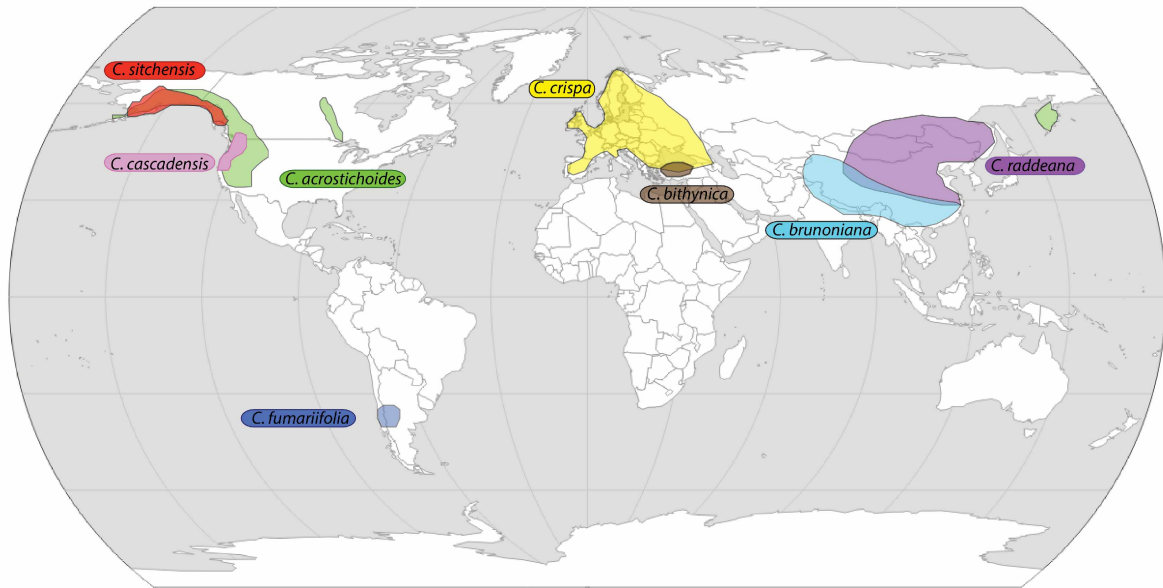 C. sitchensis
C. crispa
C. cascadensis
C. acrostichoides
C. raddeana
C. bithynica
C. brunoniana
C. fumariifolia